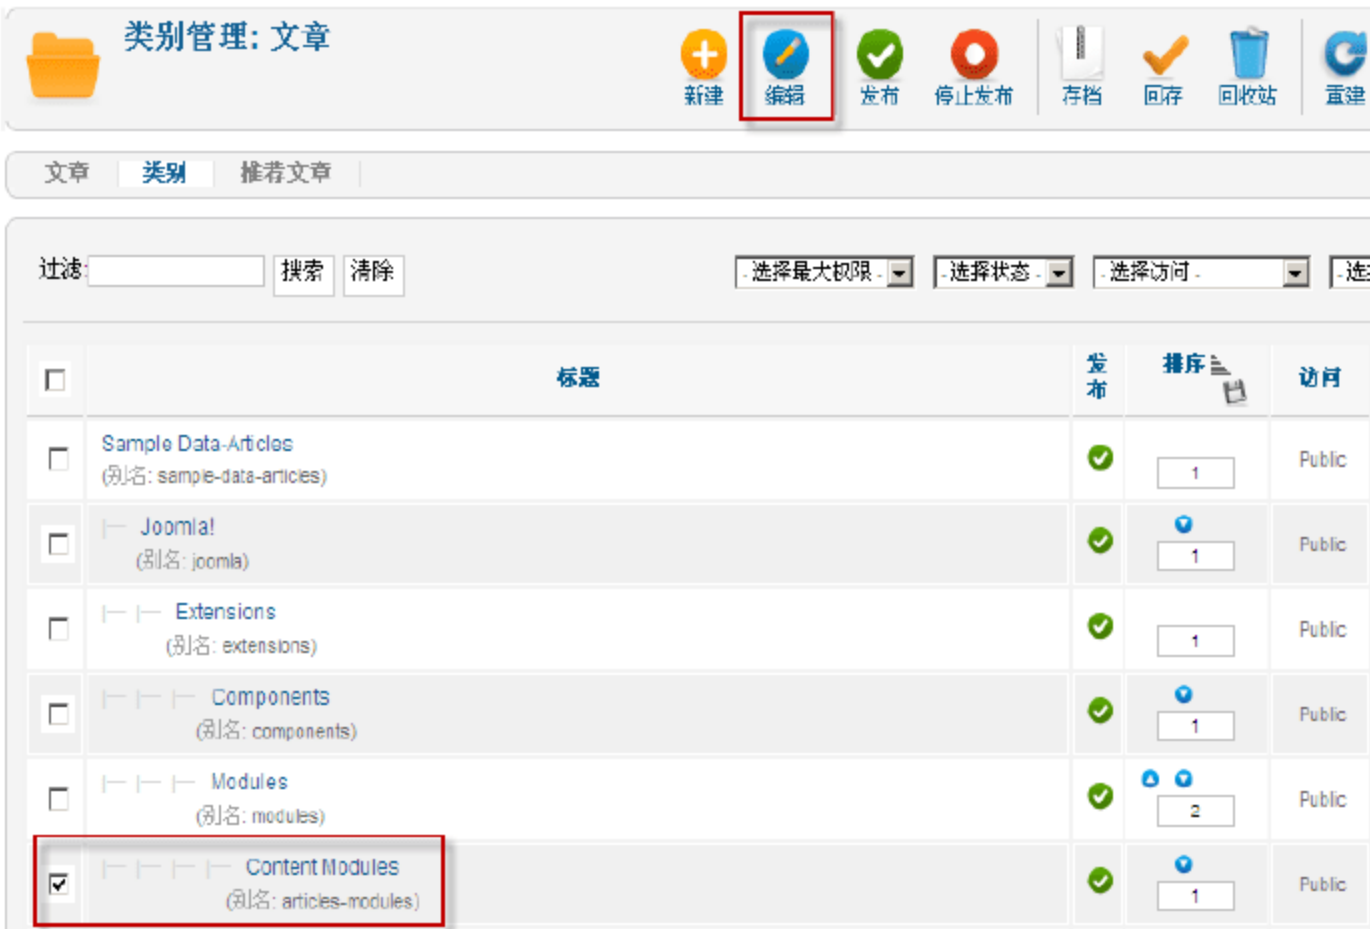 类别管理: 文章
新建 编辑 发布 停止发布 存档 回存 回收站 重建
文章 类别 推荐文章
过滤: 搜索 清除 - 选择最大权限 - - 选择状态 - - 选择访问 - - 选
标题 发布 排序 访问
Sample Data-Articles
(别名: sample-data-articles) 1 Public
Joomla!
(别名: joomla) 1 Public
Extensions
(别名: extensions) 1 Public
Components
(别名: components) 1 Public
Modules
(别名: modules) 2 Public
Content Modules
(别名: articles-modules) 1 Public